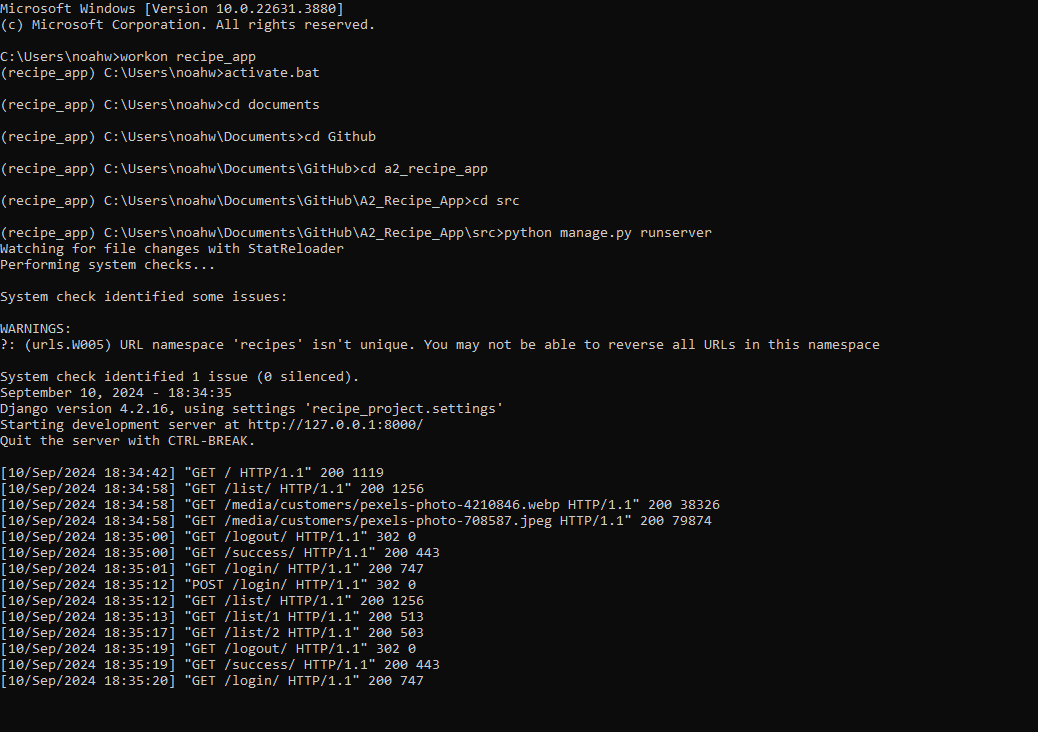 Microsoft Windows [Version 10.0.22631.3880]
(c) Microsoft Corporation. All rights reserved.
C:\Users\noahw>workon recipe_app
(recipe_app) C:\Users\noahw>activate.bat
(recipe_app) C:\Users\noahw>cd documents
(recipe_app) C:\Users\noahw\Documents>cd Github
(recipe_app) C:\Users\noahw\Documents\GitHub>cd a2_recipe_app
(recipe_app) C:\Users\noahw\Documents\GitHub\A2_Recipe_App>cd src
(recipe_app) C:\Users\noahw\Documents\GitHub\A2_Recipe_App\src>python manage.py runserver
Watching for file changes with StatReloader
Performing system checks...
System check identified some issues:
WARNINGS:
?: (urls.W005) URL namespace 'recipes' isn't unique. You may not be able to reverse all URLs in this namespace
System check identified 1 issue (0 silenced).
September 10, 2024 - 18:34:35
Django version 4.2.16, using settings 'recipe_project.settings'
Starting development server at http://127.0.0.1:8000/
Quit the server with CTRL-BREAK.
[10/Sep/2024 18:34:42] "GET / HTTP/1.1" 200 1119
[10/Sep/2024 18:34:58] "GET /list/ HTTP/1.1" 200 1256
[10/Sep/2024 18:34:58] "GET /media/customers/pexels-photo-4210846.webp HTTP/1.1" 200 38326
[10/Sep/2024 18:34:58] "GET /media/customers/pexels-photo-708587.jpeg HTTP/1.1" 200 79874
[10/Sep/2024 18:35:00] "GET /logout/ HTTP/1.1" 302 0
[10/Sep/2024 18:35:00] "GET /success/ HTTP/1.1" 200 443
[10/Sep/2024 18:35:01] "GET /login/ HTTP/1.1" 200 747
[10/Sep/2024 18:35:12] "POST /login/ HTTP/1.1" 302 0
[10/Sep/2024 18:35:12] "GET /list/ HTTP/1.1" 200 1256
[10/Sep/2024 18:35:13] "GET /list/1 HTTP/1.1" 200 513
[10/Sep/2024 18:35:17] "GET /list/2 HTTP/1.1" 200 503
[10/Sep/2024 18:35:19] "GET /logout/ HTTP/1.1" 302 0
[10/Sep/2024 18:35:19] "GET /success/ HTTP/1.1" 200 443
[10/Sep/2024 18:35:20] "GET /login/ HTTP/1.1" 200 747